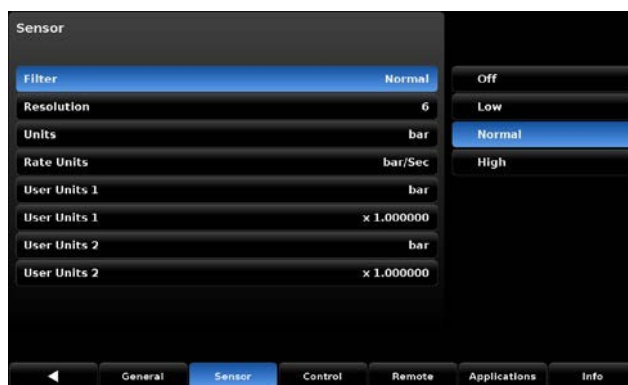 Sensor
Filter Normal
Resolution 6
Units bar
Rate Units bar/Sec
User Units 1 bar
User Units 1 x 1.000000
User Units 2 bar
User Units 2 x 1.000000
Off
Low
Normal
High
General Sensor Control Remote Applications Info